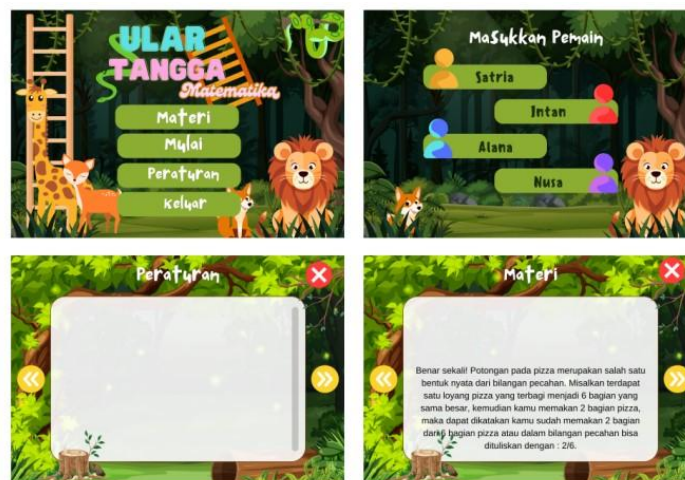 ULAR
TANGGA
Matematika
Materi
Mulai
Peraturan
Keluar
Masukkan Pemain
Satria
Intan
Alana
Nusa
Peraturan
Materi
Benar sekali! Potongan pada pizza merupakan salah satu
bentuk nyata dari bilangan pecahan. Misalkan terdapat
satu loyang pizza yang terbagi menjadi 6 bagian yang
sama besar, kemudian kamu memakan 2 bagian pizza,
maka dapat dikatakan kamu sudah memakan 2 bagian
dari 6 bagian pizza atau dalam bilangan pecahan bisa
dituliskan dengan : 2/6.